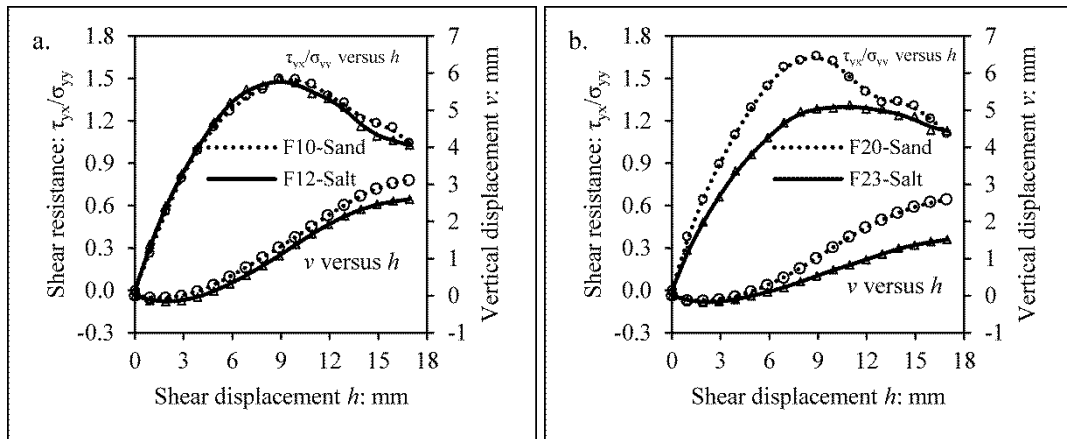 a.
τyx/σyy versus h
Shear resistance: τyx/σyy
1.8
1.5
1.2
0.9
0.6
0.3
0.0
-0.3
F10-Sand
F12-Salt
v versus h
7
6
5
4
3
2
1
0
-1
Vertical displacement v: mm
0 3 6 9 12 15 18
Shear displacement h: mm
b.
τyx/σyy versus h
Shear resistance: τyx/σyy
1.8
1.5
1.2
0.9
0.6
0.3
0.0
-0.3
F20-Sand
F23-Salt
v versus h
7
6
5
4
3
2
1
0
-1
Vertical displacement v: mm
0 3 6 9 12 15 18
Shear displacement h: mm